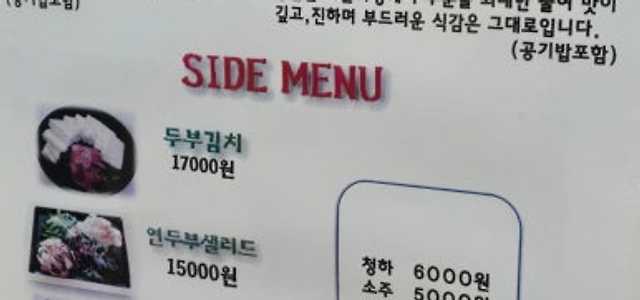 (공기밥포함)
깊고,진하며 부드러운 식감은 그대로입니다.
(공기밥포함)
SIDE MENU
두부김치
17000원
연두부샐러드
15000원
청하 6000원
소주 5000원